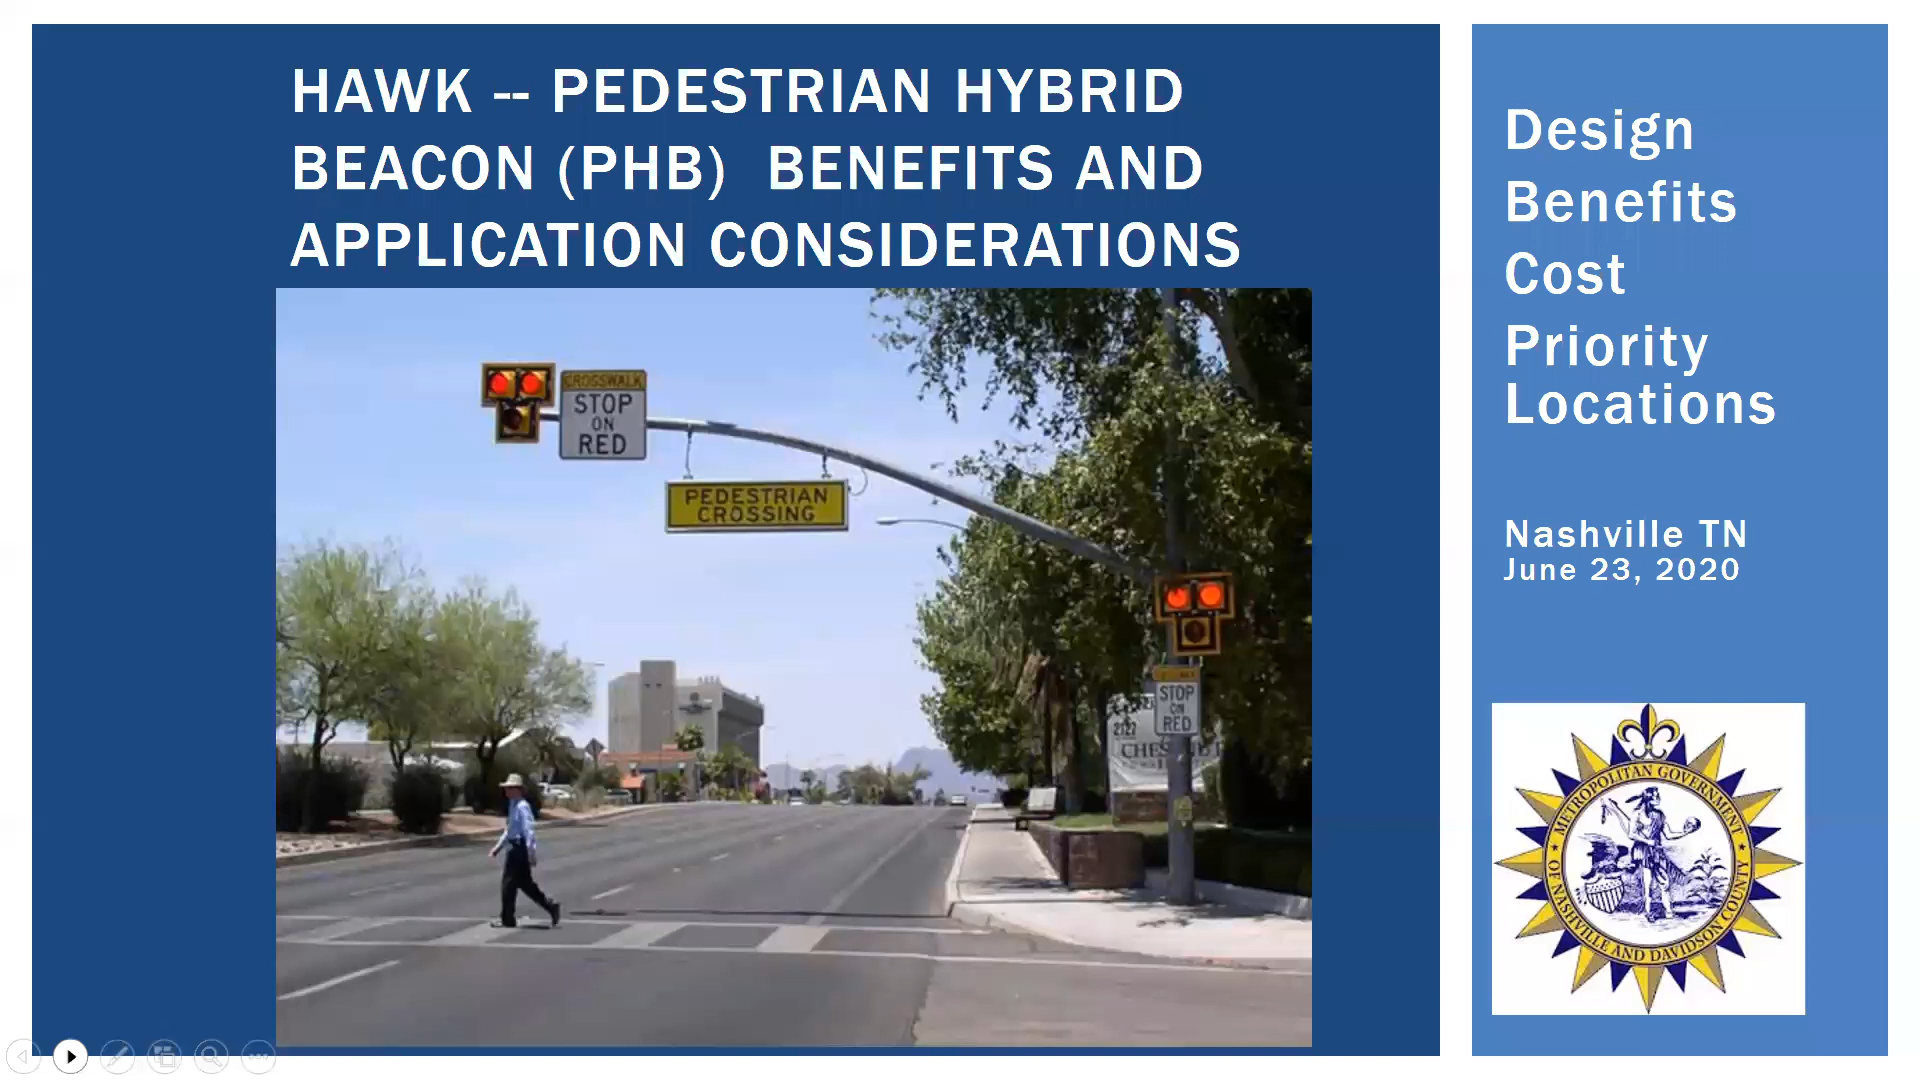 HAWK -- PEDESTRIAN HYBRID
BEACON (PHB) BENEFITS AND
APPLICATION CONSIDERATIONS
CROSSWALK
STOP
ON
RED
PEDESTRIAN
CROSSING
STOP
ON
RED
2122
Design
Benefits
Cost
Priority
Locations
Nashville TN
June 23, 2020
METROPOLITAN GOVERNMENT
OF NASHVILLE AND DAVIDSON COUNTY